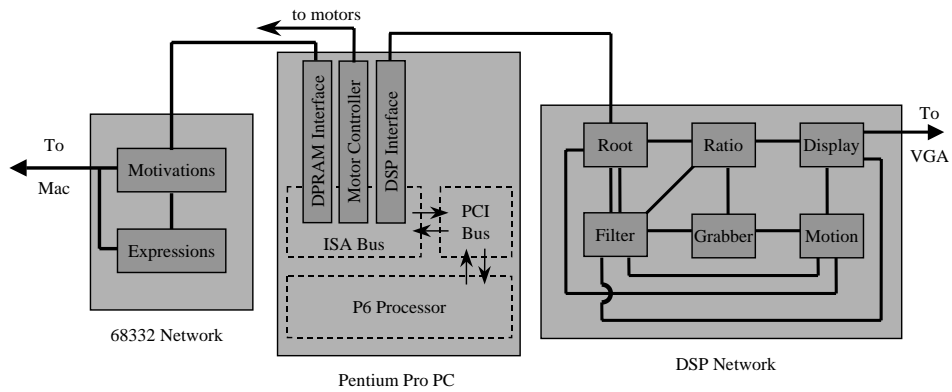 to motors
To
Mac
Motivations
Expressions
68332 Network
DPRAM Interface
Motor Controller
DSP Interface
ISA Bus
PCI
Bus
P6 Processor
Pentium Pro PC
Root
Ratio
Display
Filter
Grabber
Motion
To
VGA
DSP Network